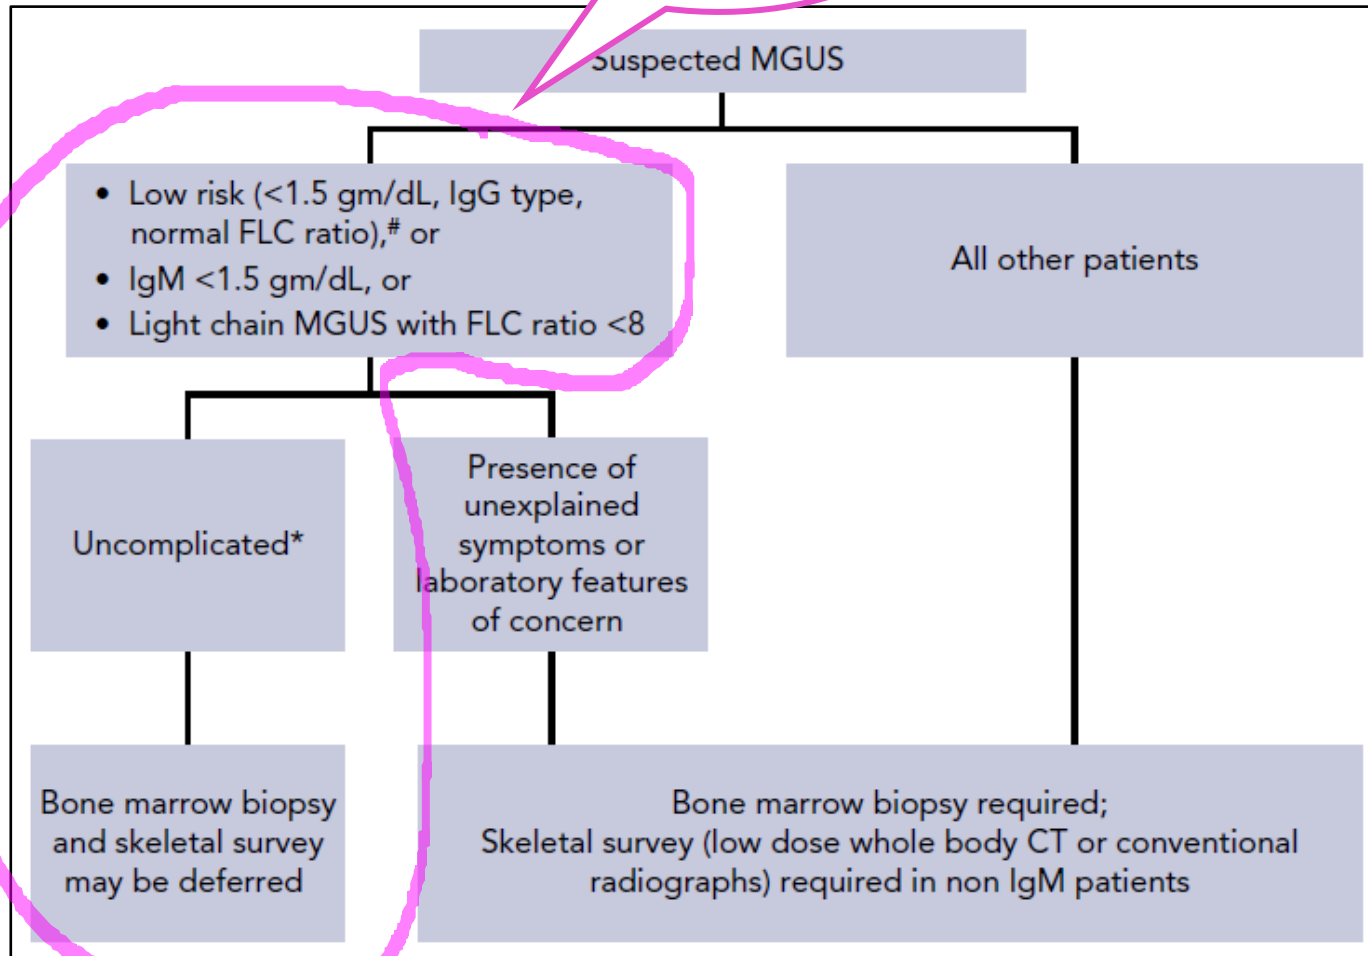 Suspected MGUS
• Low risk (<1.5 gm/dL, IgG type,
normal FLC ratio),# or
• IgM <1.5 gm/dL, or
• Light chain MGUS with FLC ratio <8
All other patients
Uncomplicated*
Presence of
unexplained
symptoms or
laboratory features
of concern
Bone marrow biopsy
and skeletal survey
may be deferred
Bone marrow biopsy required;
Skeletal survey (low dose whole body CT or conventional
radiographs) required in non IgM patients